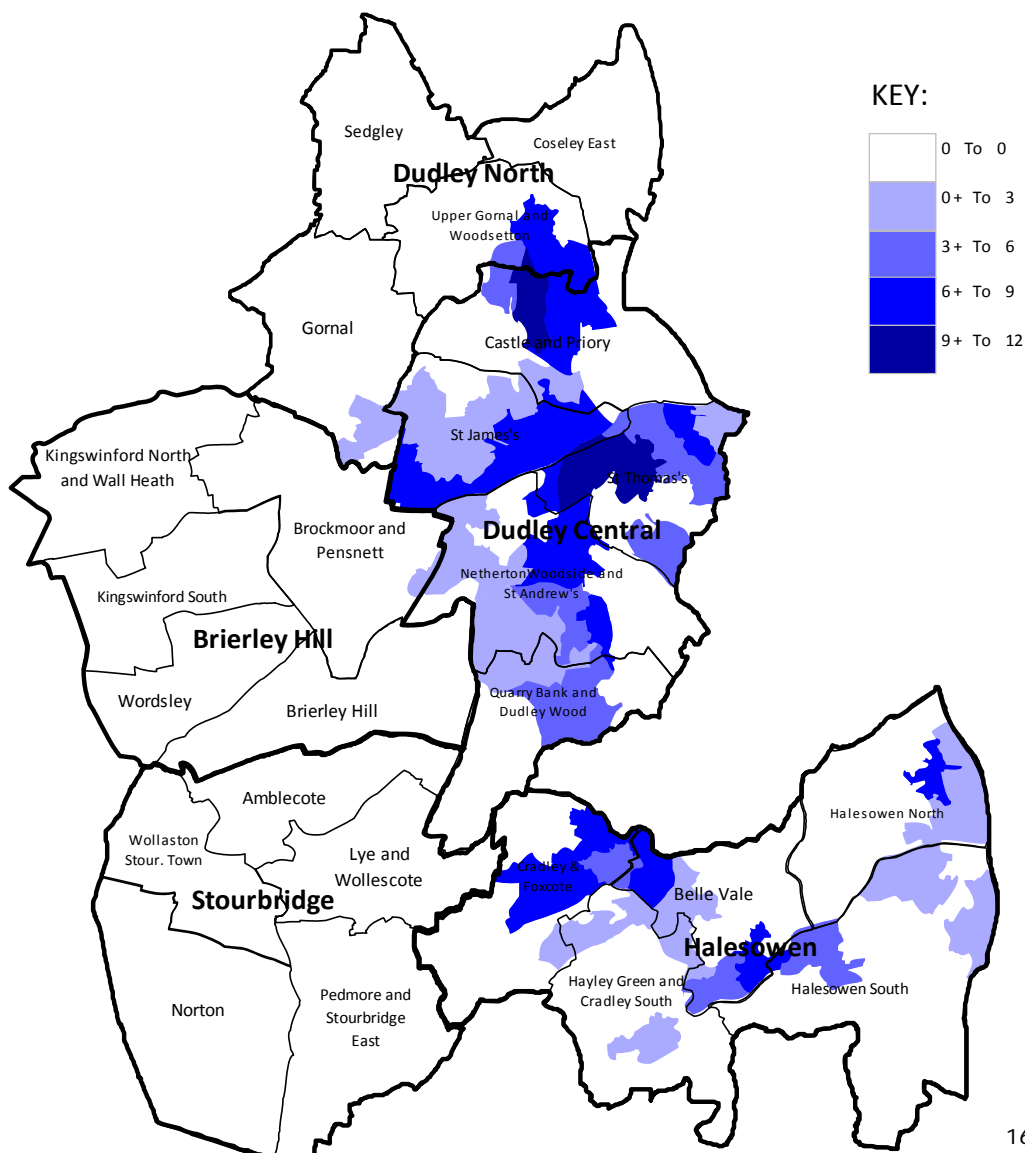 KEY:
0 To 0
0+ To 3
3+ To 6
6+ To 9
9+ To 12
Sedgley
Coseley East
Dudley North
Upper Gornal and
Woodsetton
Gornal
Castle and Priory
St James's
Kingswinford North
and Wall Heath
St Thomas's
Brockmoor and
Pensnett
Dudley Central
Netherton Woodside and
St Andrew's
Kingswinford South
Brierley Hill
Wordsley
Brierley Hill
Quarry Bank and
Dudley Wood
Amblecote
Wollaston
Stour. Town
Lye and
Wollescote
Stourbridge
Cradley &
Foxcote
Belle Vale
Halesowen North
Halesowen
Hayley Green and
Cradley South
Halesowen South
Norton
Pedmore and
Stourbridge
East
16